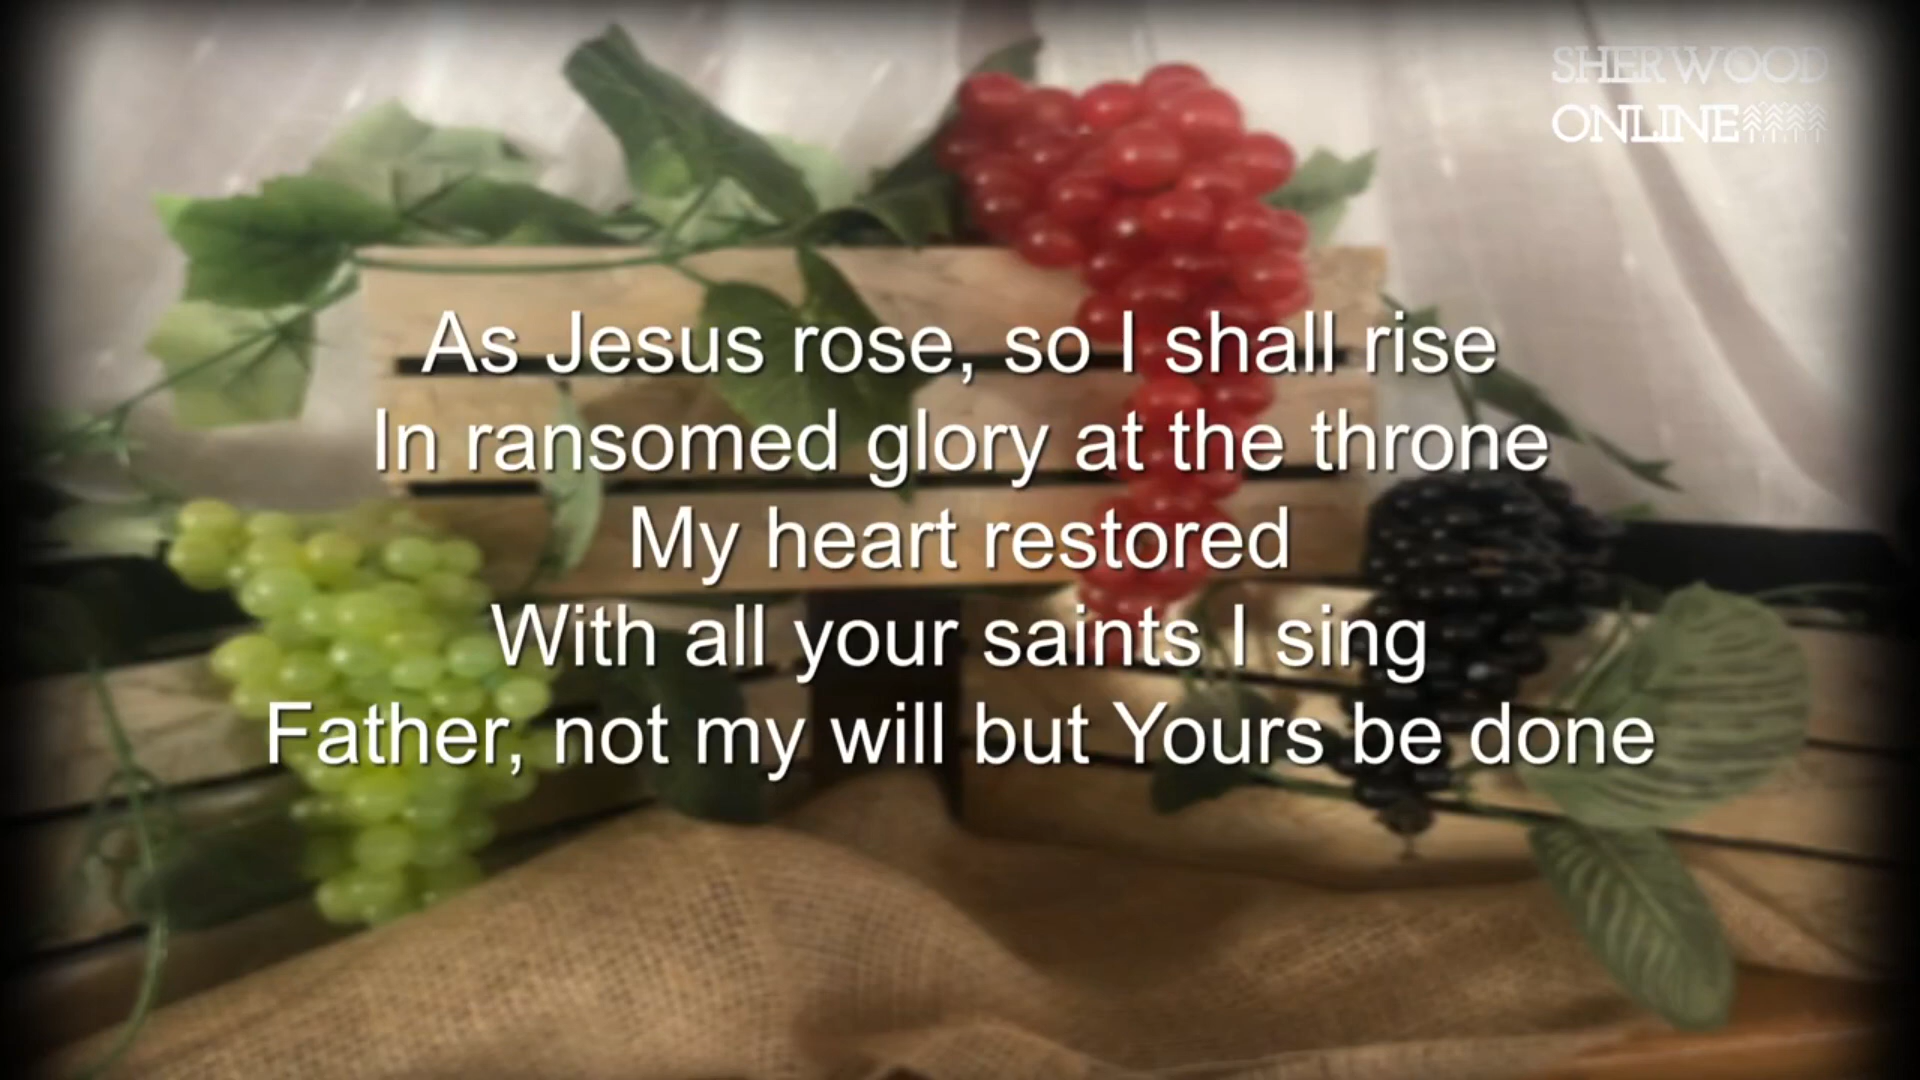 SHERWOOD
ONLINE
As Jesus rose, so I shall rise
In ransomed glory at the throne
My heart restored
With all your saints I sing
Father, not my will but Yours be done